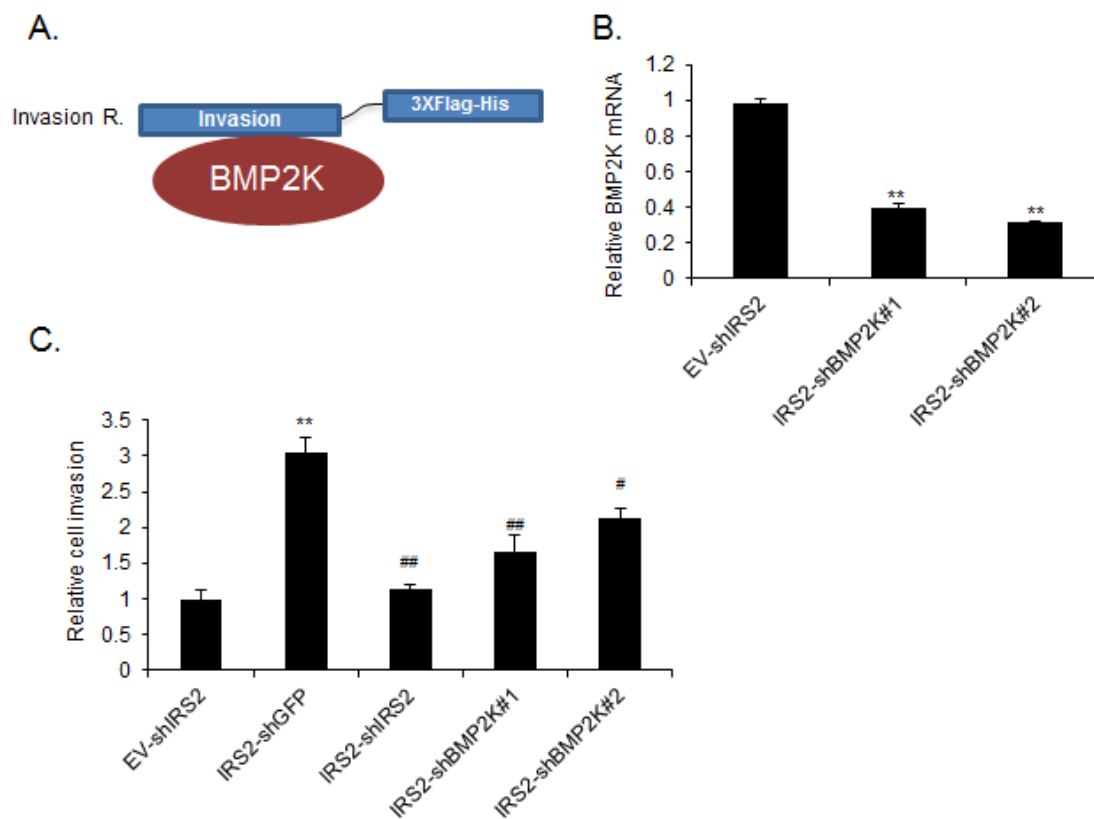 A.
Invasion R.
Invasion
3XFlag-His
BMP2K
B.
Relative BMP2K mRNA
1.2
1
0.8
0.6
0.4
0.2
0
**
**
EV-shIRS2
IRS2-shBMP2K#1
IRS2-shBMP2K#2
C.
Relative cell invasion
3.5
3
2.5
2
1.5
1
0.5
0
**
##
##
#
EV-shIRS2
IRS2-shGFP
IRS2-shIRS2
IRS2-shBMP2K#1
IRS2-shBMP2K#2